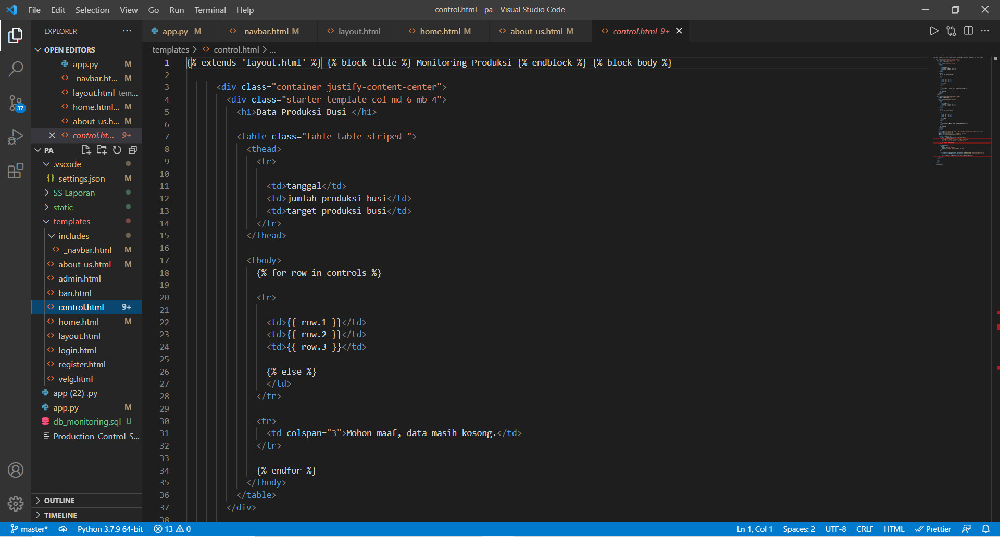 File Edit Selection View Go Run Terminal Help
control.html - pa - Visual Studio Code
EXPLORER
OPEN EDITORS
app.py M
_navbar.ht... M
layout.html tem...
home.html... M
about-us.h... M
control.ht... 9+
PA
.vscode
settings.json M
SS Laporan
static
templates
includes
_navbar.html M
about-us.html M
admin.html
ban.html
control.html 9+
home.html M
layout.html
login.html
register.html
velg.html
app (22) .py
app.py M
db_monitoring.sql U
Production_Control_S...
OUTLINE
TIMELINE
37
app.py M _navbar.html M layout.html home.html M about-us.html M control.html 9+
templates > control.html > ...
1 {% extends 'layout.html' %} {% block title %} Monitoring Produksi {% endblock %} {% block body %}
2
3 <div class="container justify-content-center">
4 <div class="starter-template col-md-6 mb-4">
5 <h1>Data Produksi Busi </h1>
6
7 <table class="table table-striped ">
8 <thead>
9 <tr>
10
11 <td>tanggal</td>
12 <td>jumlah produksi busi</td>
13 <td>target produksi busi</td>
14 </tr>
15 </thead>
16
17 <tbody>
18 {% for row in controls %}
19
20 <tr>
21
22 <td>{{ row.1 }}</td>
23 <td>{{ row.2 }}</td>
24 <td>{{ row.3 }}</td>
25
26 {% else %}
27 </td>
28 </tr>
29
30 <tr>
31 <td colspan="3">Mohon maaf, data masih kosong.</td>
32 </tr>
33
34 {% endfor %}
35 </tbody>
36 </table>
37 </div>
38
master* Python 3.7.9 64-bit 13 0 Ln 1, Col 1 Spaces: 2 UTF-8 CRLF HTML Prettier